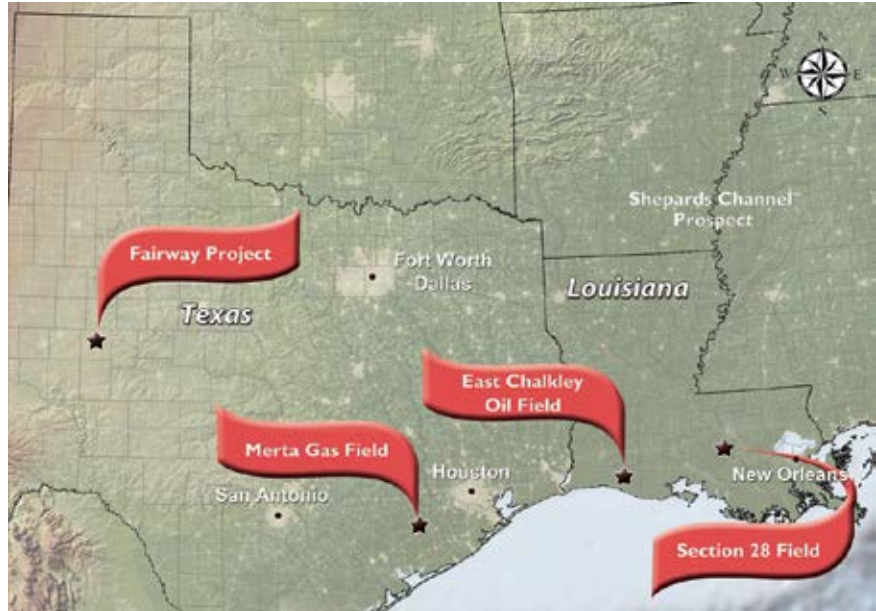 N
W
E
S
Shepards Channel
Prospect
Fairway Project
Fort Worth
Dallas
Louisiana
Texas
East Chalkley
Oil Field
Merta Gas Field
Houston
New Orleans
San Antonio
Section 28 Field